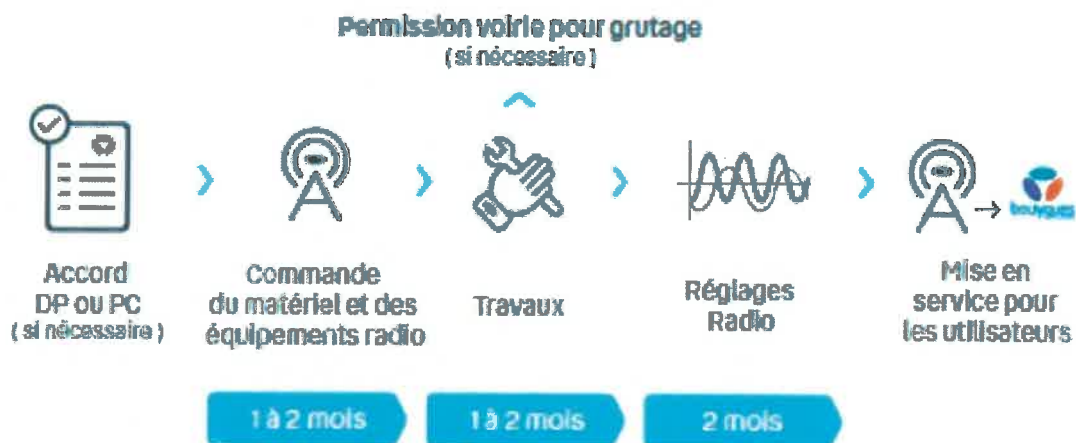 Permission voirie pour grutage
( si nécessaire )
Accord
DP ou PC
( si nécessaire )
Commande
du matériel et des
équipements radio
Travaux
Réglages
Radio
Mise en
service pour
les utilisateurs
bouygues
1 à 2 mois
1 à 2 mois
2 mois